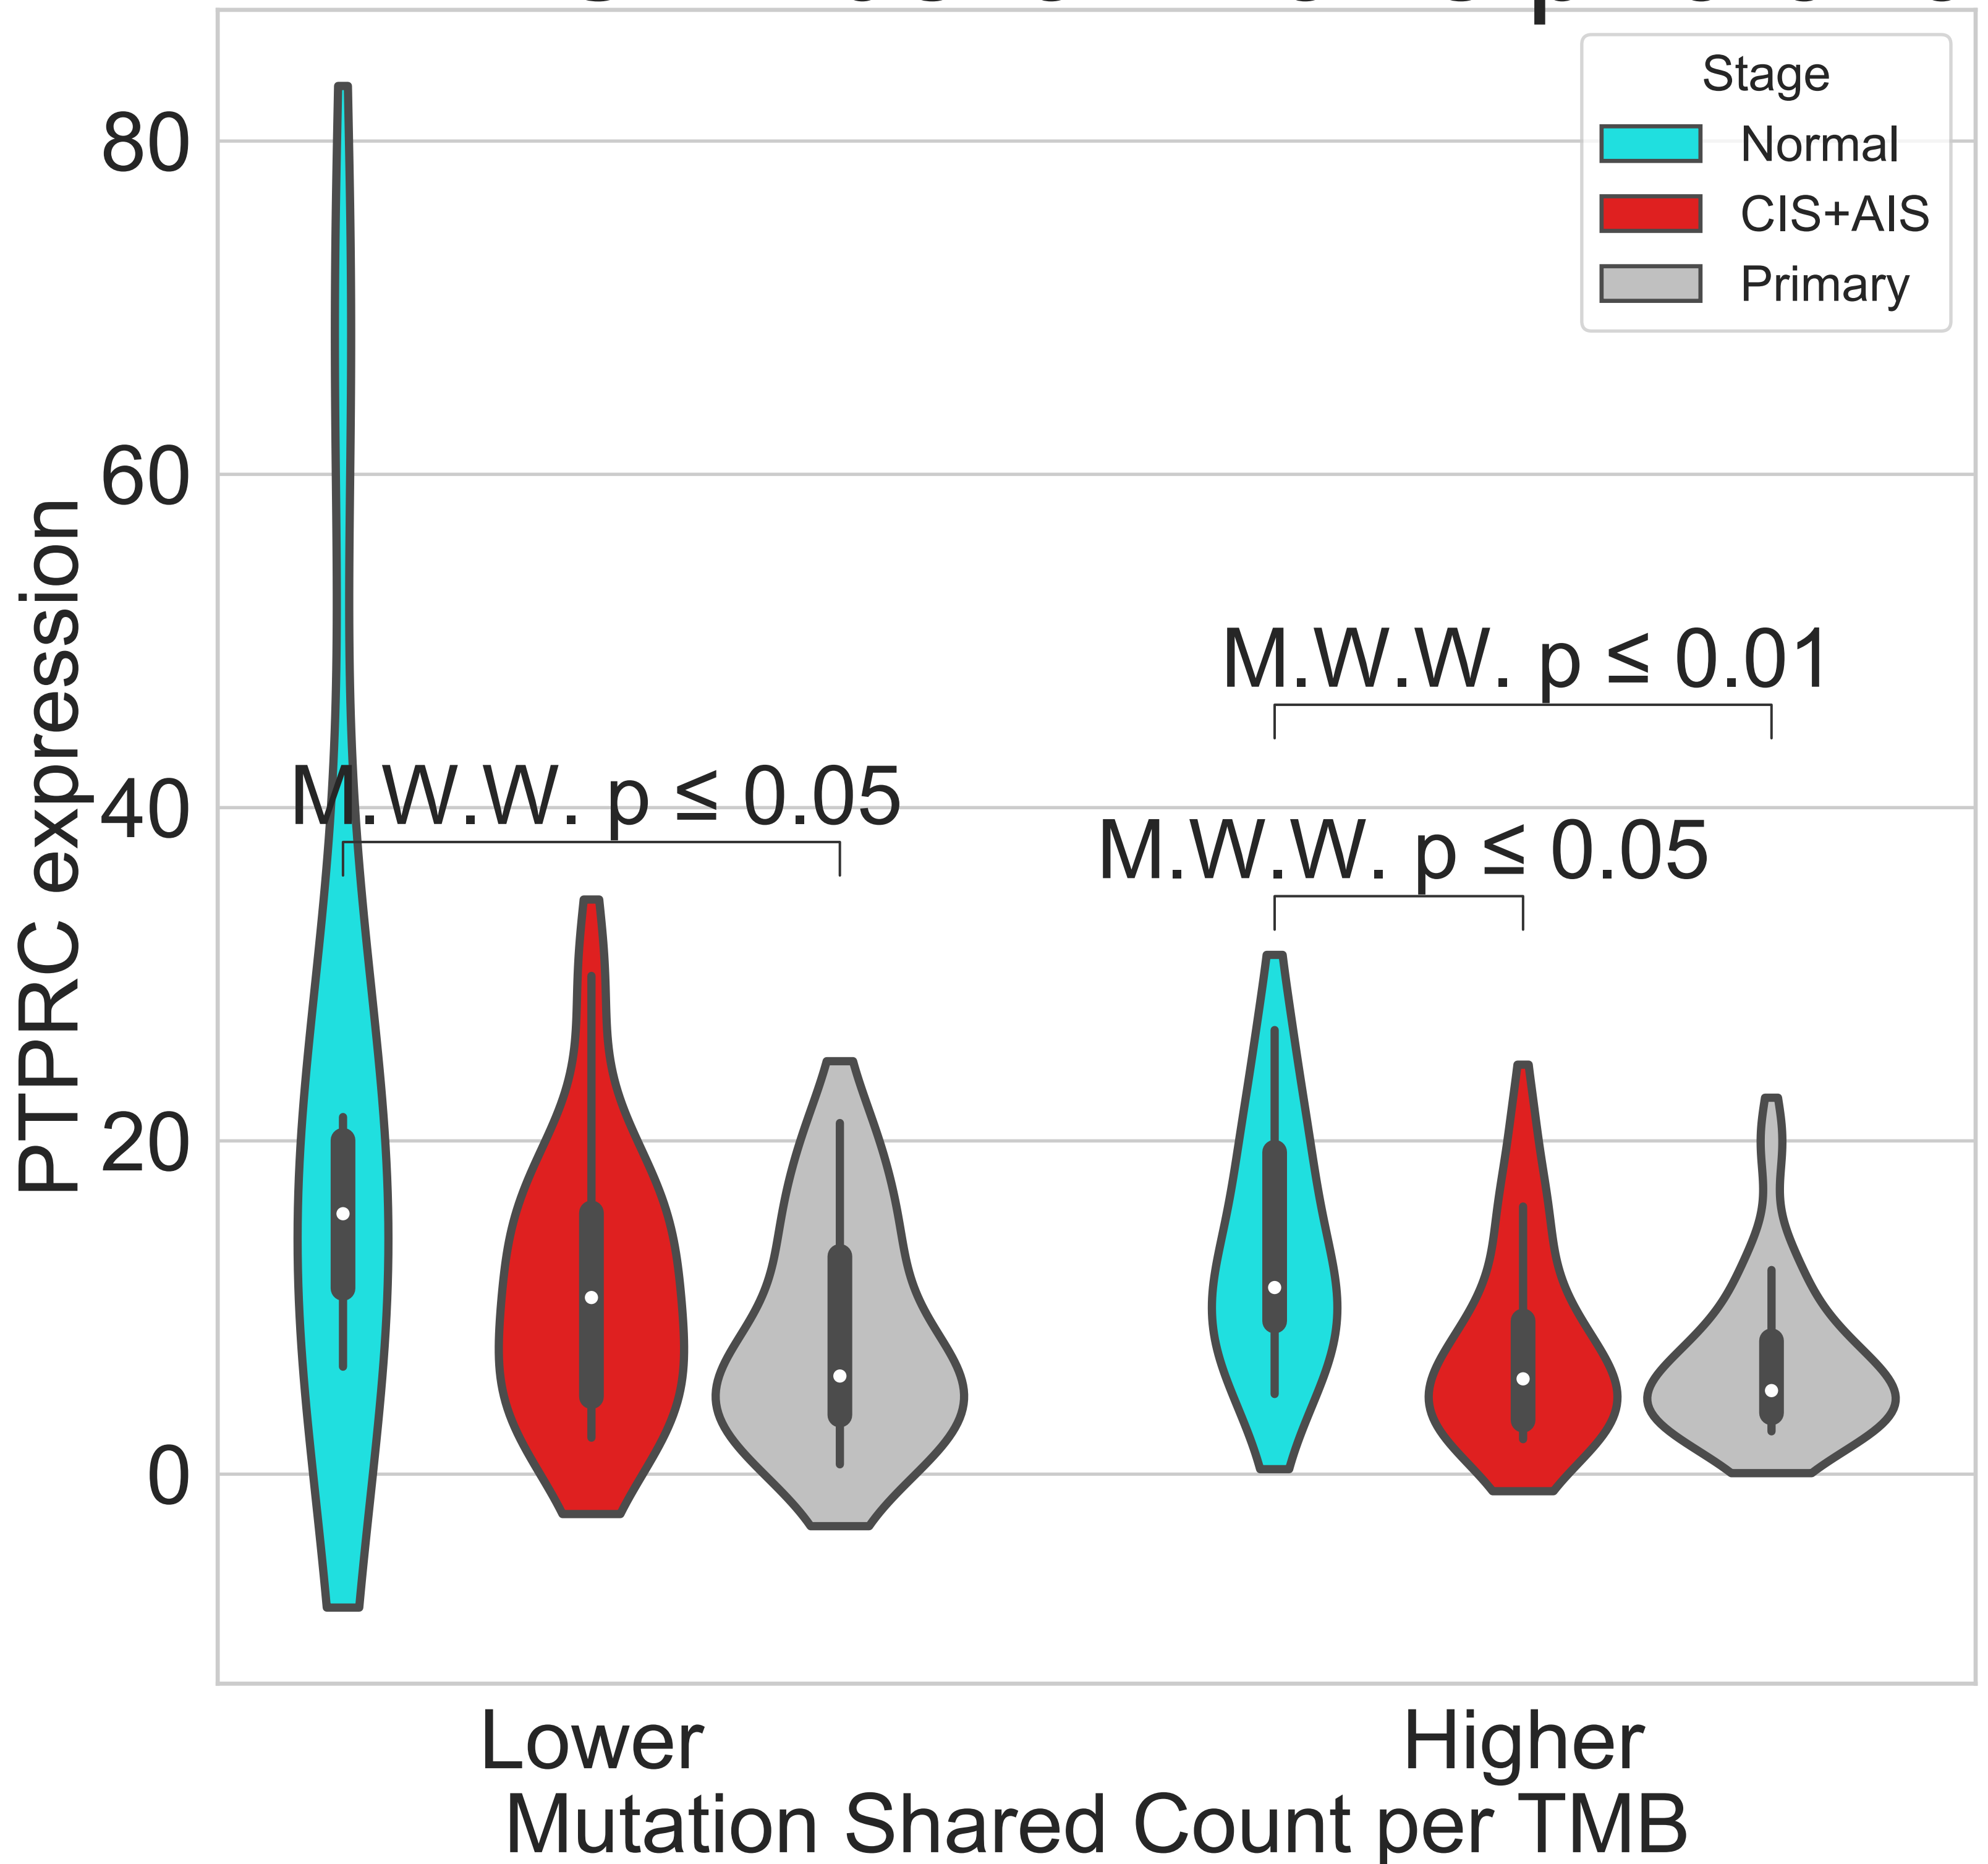 Stage
Normal
CIS+AIS
Primary
80
60
40
20
0
PTPRC expression
M.W.W. p ≤ 0.01
M.W.W. p ≤ 0.05
M.W.W. p ≤ 0.05
Lower
Higher
Mutation Shared Count per TMB